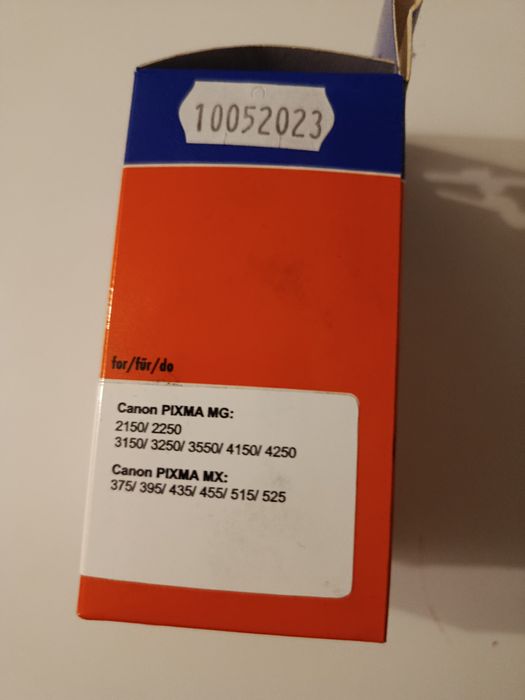 10052023
for/für/do
Canon PIXMA MG:
2150/ 2250
3150/ 3250/ 3550/ 4150/ 4250
Canon PIXMA MX:
375/ 395/ 435/ 455/ 515/ 525